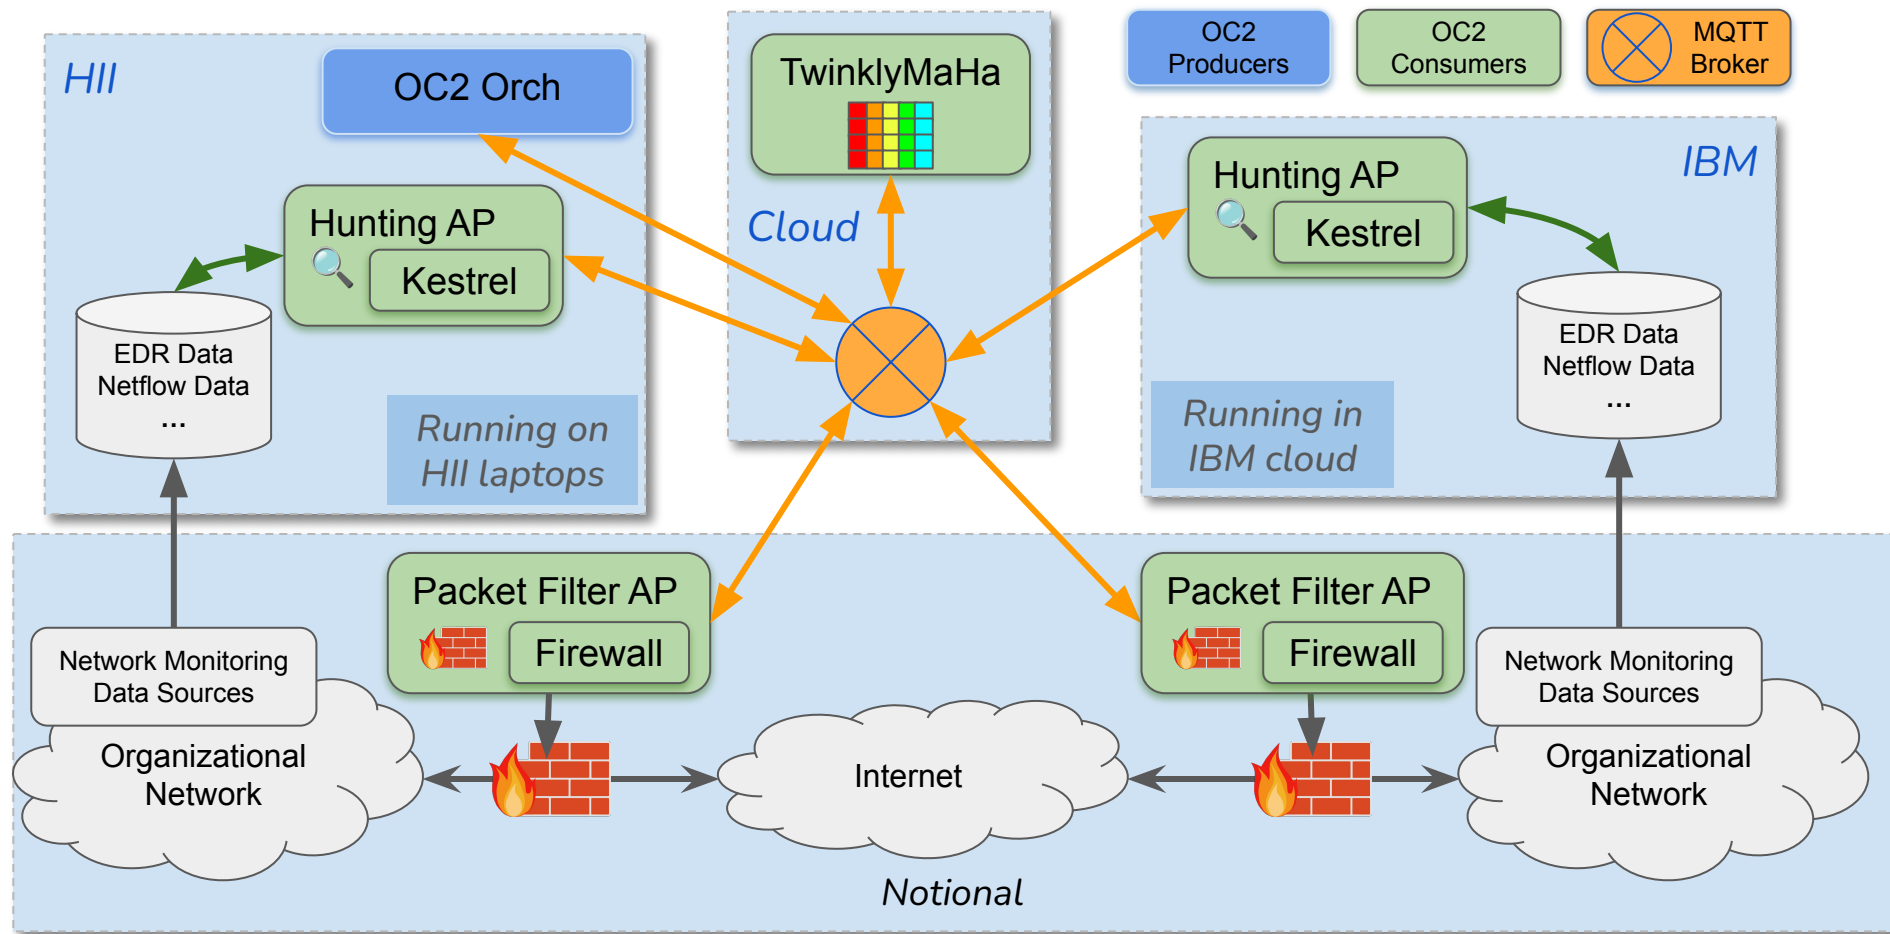 HII
OC2 Orch
Hunting AP
Kestrel
EDR Data
Netflow Data
...
Running on
HII laptops
TwinklyMaHa
Cloud
OC2
Producers
OC2
Consumers
MQTT
Broker
IBM
Hunting AP
Kestrel
EDR Data
Netflow Data
...
Running in
IBM cloud
Packet Filter AP
Firewall
Network Monitoring
Data Sources
Organizational
Network
Internet
Packet Filter AP
Firewall
Network Monitoring
Data Sources
Organizational
Network
Notional